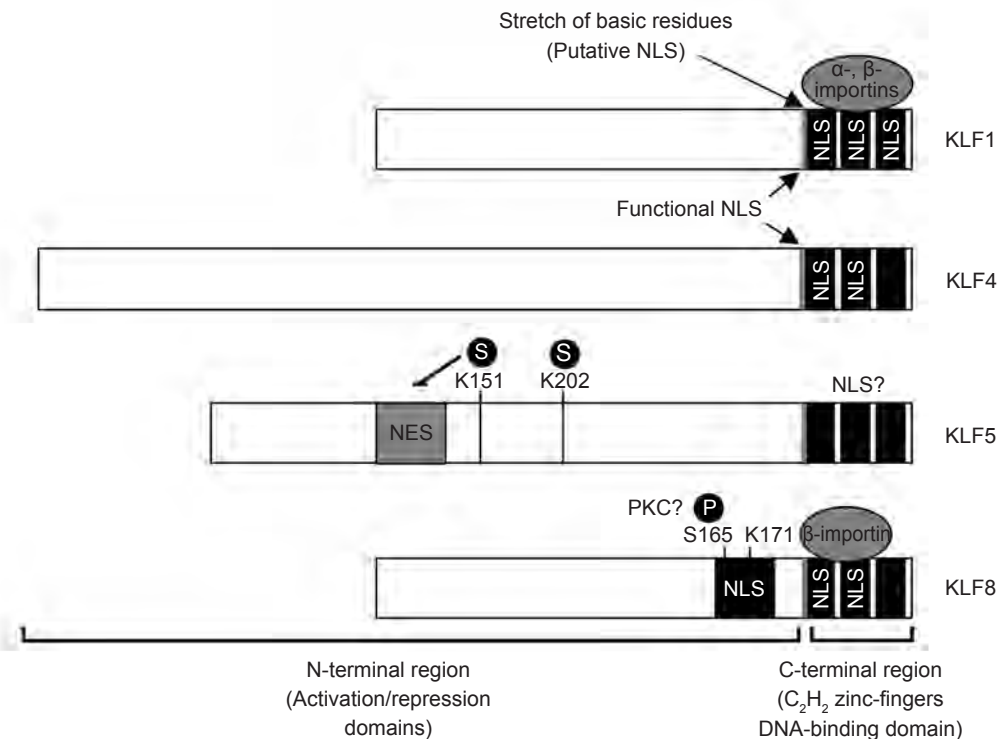 Stretch of basic residues
(Putative NLS)
α-, β-
importins
NLS
NLS
NLS
KLF1
Functional NLS
NLS
NLS
KLF4
S
S
K151
K202
NLS?
NES
KLF5
PKC?
P
S165
K171
β-importin
NLS
NLS
NLS
KLF8
N-terminal region
(Activation/repression
domains)
C-terminal region
(C₂H₂ zinc-fingers
DNA-binding domain)